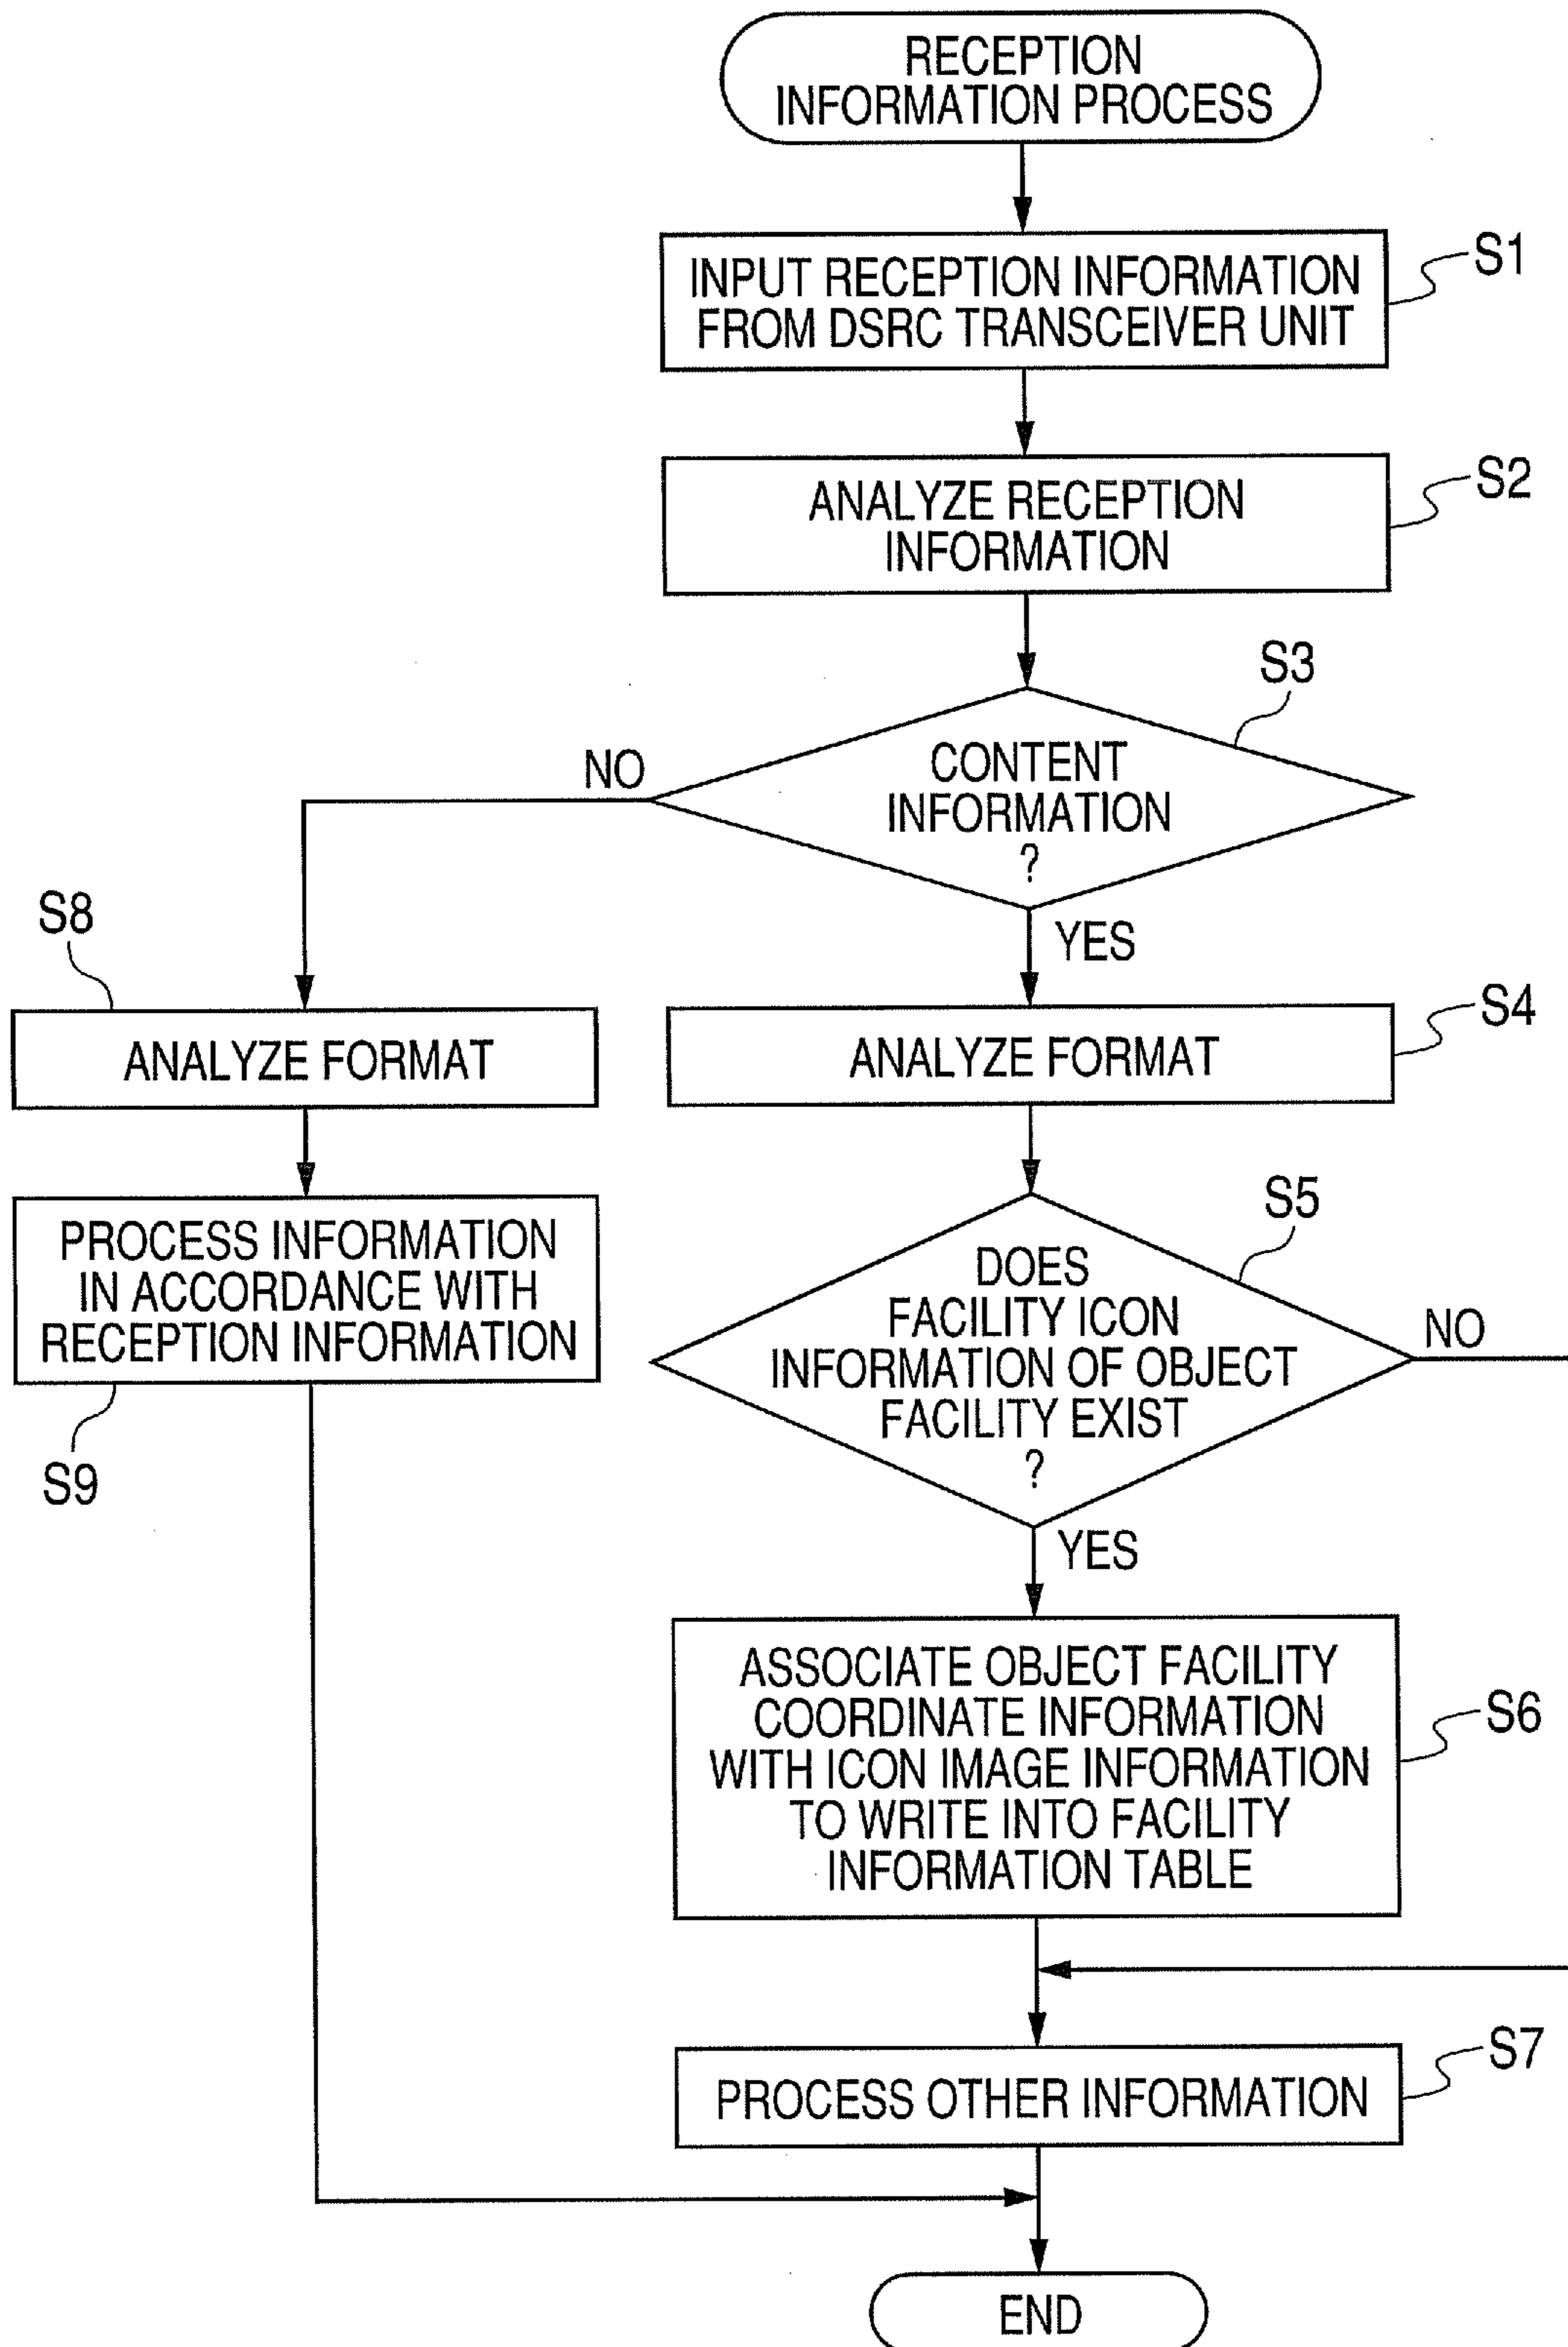 RECEPTION
INFORMATION PROCESS
INPUT RECEPTION INFORMATION
FROM DSRC TRANSCEIVER UNIT
S1
ANALYZE RECEPTION
INFORMATION
S2
CONTENT
INFORMATION
?
S3
NO
YES
S8
ANALYZE FORMAT
ANALYZE FORMAT
S4
PROCESS INFORMATION
IN ACCORDANCE WITH
RECEPTION INFORMATION
S9
DOES
FACILITY ICON
INFORMATION OF OBJECT
FACILITY EXIST
?
S5
NO
YES
ASSOCIATE OBJECT FACILITY
COORDINATE INFORMATION
WITH ICON IMAGE INFORMATION
TO WRITE INTO FACILITY
INFORMATION TABLE
S6
PROCESS OTHER INFORMATION
S7
END